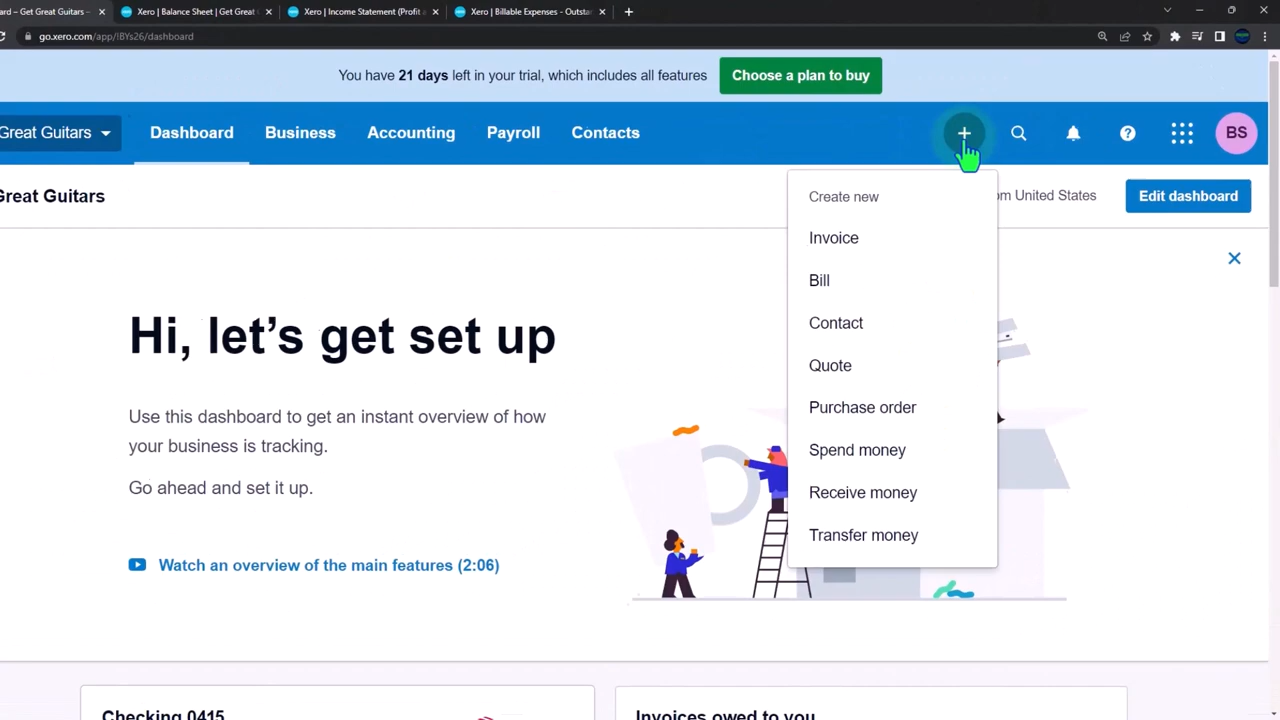 ard – Get Great Guitars –
Xero | Balance Sheet | Get Great
Xero | Income Statement (Profit a
Xero | Billable Expenses - Outsta
go.xero.com/app/!BYs26/dashboard
You have 21 days left in your trial, which includes all features
Choose a plan to buy
Great Guitars
Dashboard
Business
Accounting
Payroll
Contacts
BS
Great Guitars
om United States
Edit dashboard
Create new
Invoice
Bill
Contact
Quote
Purchase order
Spend money
Receive money
Transfer money
Hi, let’s get set up
Use this dashboard to get an instant overview of how
your business is tracking.
Go ahead and set it up.
Watch an overview of the main features (2:06)
Checking 0415
Invoices owed to you